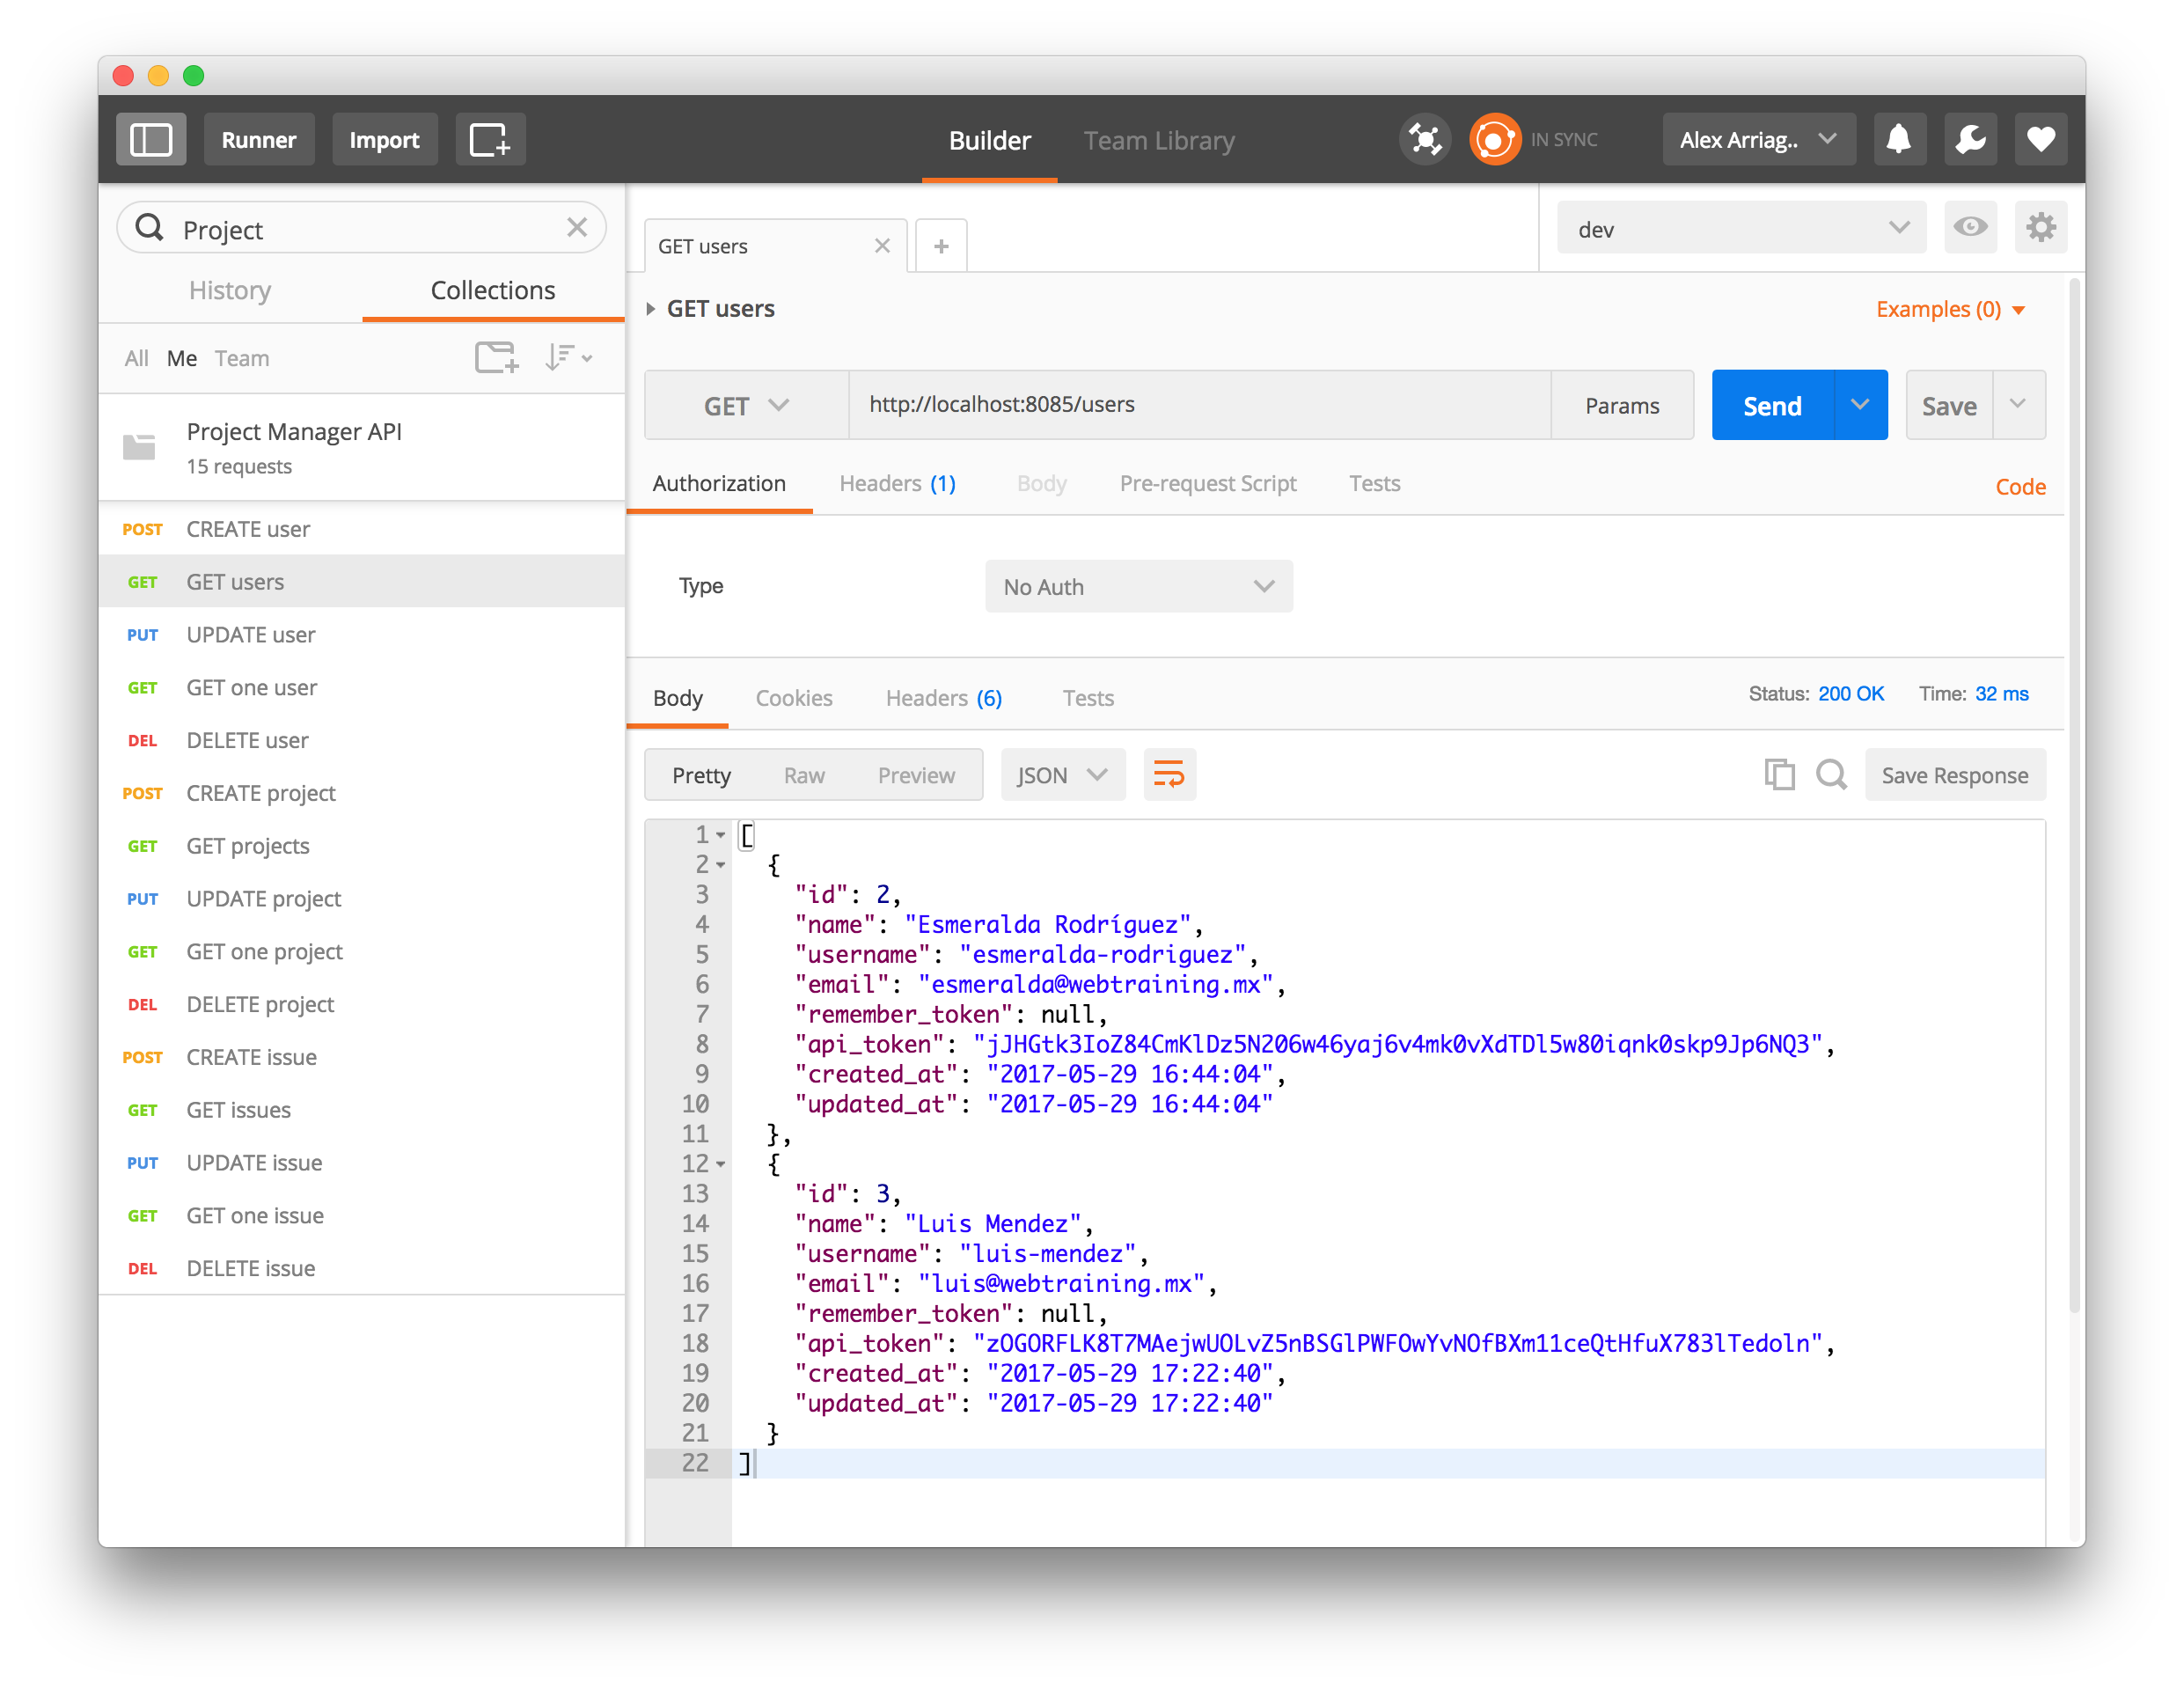 Runner Import Builder Team Library IN SYNC Alex Arriag..
Project
History Collections
All Me Team
Project Manager API
15 requests
POST CREATE user
GET GET users
PUT UPDATE user
GET GET one user
DEL DELETE user
POST CREATE project
GET GET projects
PUT UPDATE project
GET GET one project
DEL DELETE project
POST CREATE issue
GET GET issues
PUT UPDATE issue
GET GET one issue
DEL DELETE issue
GET users
dev
GET users
Examples (0)
GET http://localhost:8085/users Params Send Save
Authorization Headers (1) Body Pre-request Script Tests Code
Type No Auth
Body Cookies Headers (6) Tests Status: 200 OK Time: 32 ms
Pretty Raw Preview JSON Save Response
1 [
2 {
3 "id": 2,
4 "name": "Esmeralda Rodríguez",
5 "username": "esmeralda-rodriguez",
6 "email": "esmeralda@webtraining.mx",
7 "remember_token": null,
8 "api_token": "jJHGtk3IoZ84CmKlDz5N206w46yaj6v4mk0vXdTDl5w80iqnk0skp9Jp6NQ3",
9 "created_at": "2017-05-29 16:44:04",
10 "updated_at": "2017-05-29 16:44:04"
11 },
12 {
13 "id": 3,
14 "name": "Luis Mendez",
15 "username": "luis-mendez",
16 "email": "luis@webtraining.mx",
17 "remember_token": null,
18 "api_token": "zOGORFLK8T7MAejwUOLvZ5nBSGlPWFOwYvNOfBXm11ceQtHfuX783lTedoln",
19 "created_at": "2017-05-29 17:22:40",
20 "updated_at": "2017-05-29 17:22:40"
21 }
22 ]